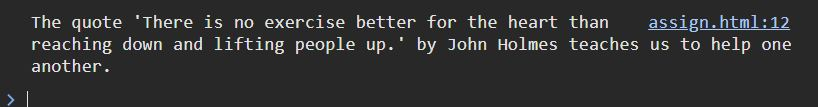 The quote 'There is no exercise better for the heart than assign.html:12
reaching down and lifting people up.' by John Holmes teaches us to help one
another.
>